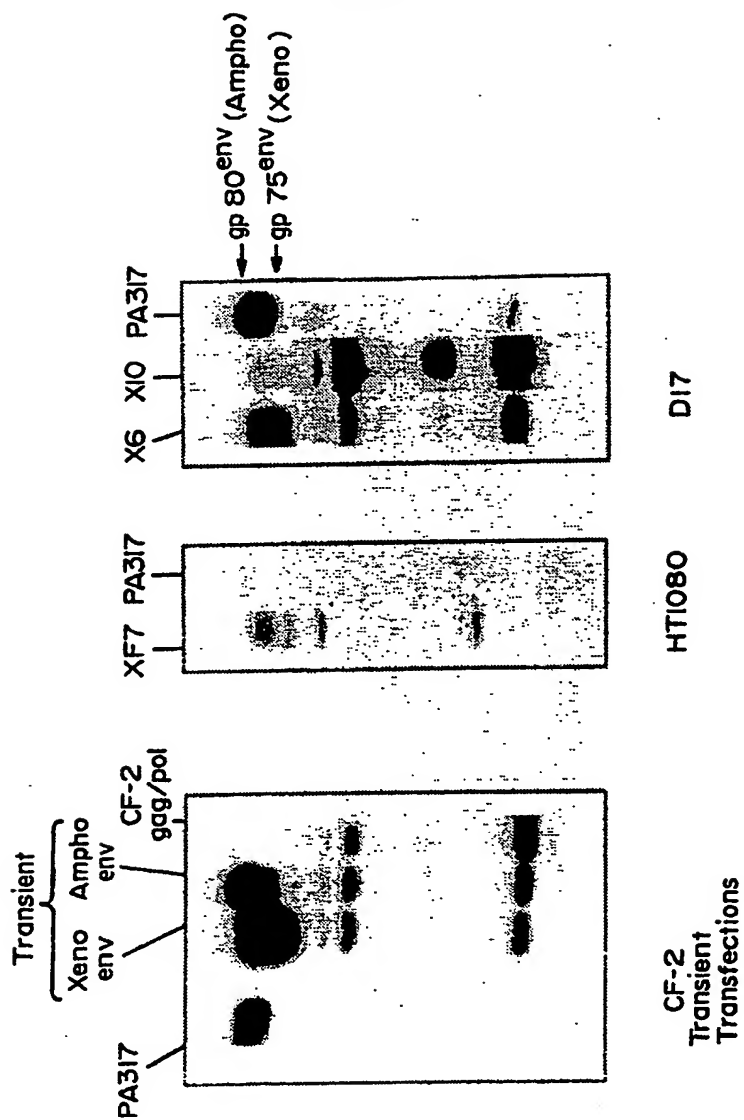 Transient
Xeno env
Ampho env
CF-2 gag/pol
PA317
CF-2
Transient
Transfections
XF7
PA317
HT1080
X6
X10
PA317
D17
gp 80env (Ampho)
gp 75env (Xeno)